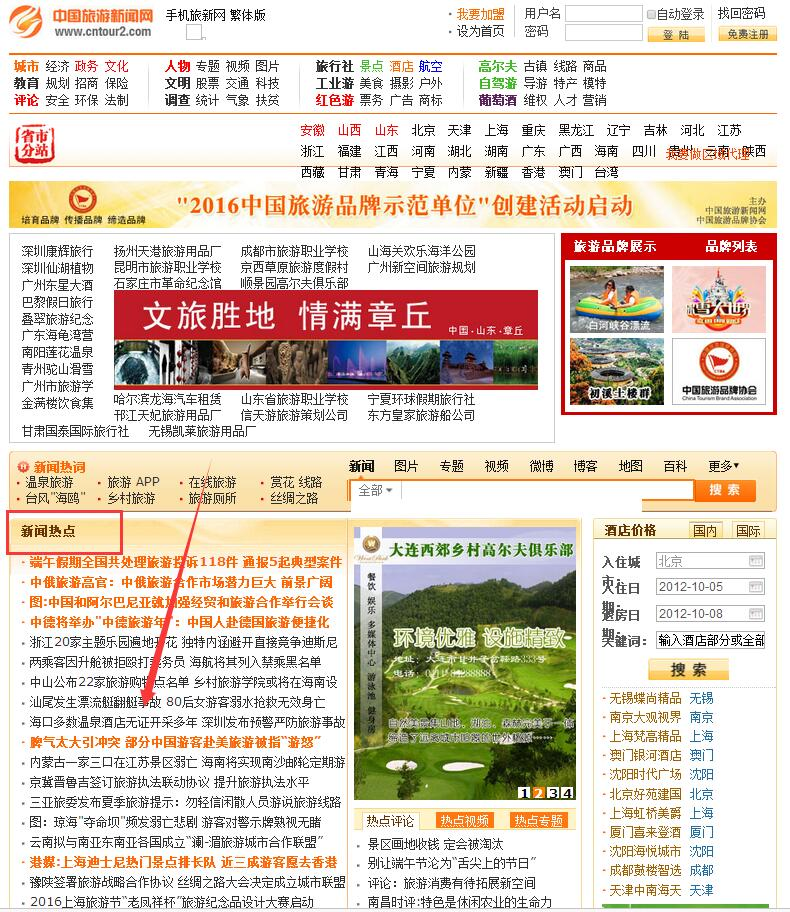 中国旅游新闻网
www.cntour2.com
手机旅新网 繁体版
· 我要加盟
· 设为首页
用户名 自动登录 找回密码
密码 登 陆 免费注册
城市 经济 政务 文化
教育 规划 招商 保险
评论 安全 环保 法制
人物 专题 视频 图片
文明 股票 交通 科技
调查 统计 气象 扶贫
旅行社 景点 酒店 航空
工业游 美食 摄影 户外
红色游 票务 广告 商标
高尔夫 古镇 线路 商品
自驾游 导游 特产 模特
葡萄酒 维权 人才 营销
省市
分站
安徽 山西 山东 北京 天津 上海 重庆 黑龙江 辽宁 吉林 河北 江苏
浙江 福建 江西 河南 湖北 湖南 广东 广西 海南 四川 贵州 云南 陕西
我要做区域代理
西藏 甘肃 青海 宁夏 内蒙 新疆 香港 澳门 台湾
培育品牌 传播品牌 缔造品牌
"2016中国旅游品牌示范单位"创建活动启动
主办
中国旅游新闻网
中国旅游品牌协会
深圳康辉旅行
深圳仙湖植物
广州东星大酒
巴黎假日旅行
叠翠旅游纪念
广东海龟湾营
南阳莲花温泉
青州驼山滑雪
广州市旅游学
金满楼饮食集
扬州天港旅游用品厂 成都市旅游职业学校 山海关欢乐海洋公园
昆明市旅游职业学校 京西草原旅游度假村 广州新空间旅游规划
石家庄市革命纪念馆 顺景园高尔夫俱乐部
文旅胜地 情满章丘
中国·山东·章丘
哈尔滨龙海汽车租赁 山东省旅游职业学校 宁夏环球假期旅行社
邗江天妃旅游用品厂 信天游旅游策划公司 东方皇家旅游船公司
甘肃国泰国际旅行社 无锡凯莱旅游用品厂
旅游品牌展示 品牌列表
白河峡谷漂流
冰雪大世界
初溪土楼群
中国旅游品牌协会
China Tourism Brand Association
新闻热词
· 温泉旅游 · 旅游 APP · 在线旅游 · 赏花 线路
· 台风"海鸥" · 乡村旅游 · 旅游厕所 · 丝绸之路
新闻 图片 专题 视频 微博 博客 地图 百科 更多▾
全部 搜 索
新闻热点
· 端午假期全国共处理旅游投诉118件 通报5起典型案件
· 中俄旅游高官：中俄旅游合作市场潜力巨大 前景广阔
· 图:中国和阿尔巴尼亚就加强经贸和旅游合作举行会谈
· 中德将举办"中德旅游年"：中国人赴德国旅游便捷化
· 浙江20家主题乐园遍地开花 独特内涵避开直接竞争迪斯尼
· 两乘客因升舱被拒殴打乘务员 海航将其列入禁乘黑名单
· 中山公布22家旅游购物点名单 乡村旅游学院或将在海南设
· 汕尾发生漂流艇翻艇事故 80后女游客弱水抢救无效身亡
· 海口多数温泉酒店无证开采多年 深圳发布预警严防旅游事故
· 脾气太大引冲突 部分中国游客赴美旅游被指"游怒"
· 内蒙古一家三口在江苏景区溺亡 海南将实现南沙邮轮定期游
· 京冀晋鲁吉签订旅游执法联动协议 提升旅游执法水平
· 三亚旅委发布夏季旅游提示：勿轻信闲散人员游说旅游线路
· 图：琼海"夺命坝"频发溺亡悲剧 游客对警示牌熟视无睹
· 云南拟与南亚东南亚各国成立"澜-湄旅游城市合作联盟"
· 港媒:上海迪士尼热门景点排长队 近三成游客愿去香港
· 豫陕签署旅游战略合作协议 丝绸之路大会决定成立城市联盟
· 2016上海旅游节"老凤祥杯"旅游纪念品设计大赛启动
大连西郊乡村高尔夫俱乐部
餐饮 娱乐 多媒体中心 游泳池 健身房
环境优雅 设施精致
1 2 3 4
热点评论 热点视频 热点专题
· 景区画地收钱 定会被淘汰
· 别让端午节沦为"舌尖上的节日"
· 评论：旅游消费有待拓展新空间
· 南昌时评:特色是休闲农业的生命力
酒店价格 国内 国际
入住城市: 北京
入住日期: 2012-10-05
退房日期: 2012-10-08
关键词: 输入酒店部分或全部
搜 索
· 无锡蝶尚精品 无锡
· 南京大观视界 南京
· 上海梵高精品 上海
· 澳门银河酒店 澳门
· 沈阳时代广场 沈阳
· 北京好苑建国 北京
· 上海虹桥美爵 上海
· 厦门喜来登酒 厦门
· 沈阳海悦城市 沈阳
· 成都鼓楼智选 成都
· 天津中南海天 天津